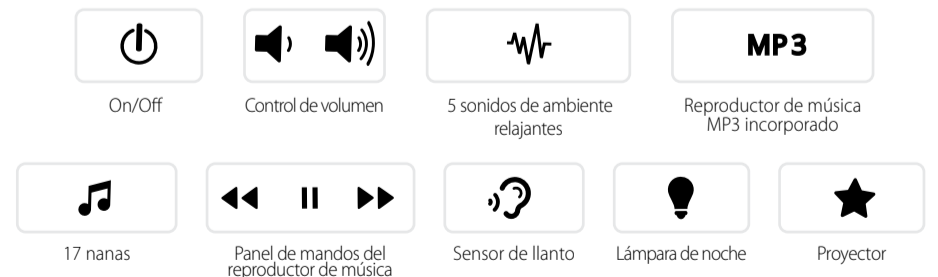 MP3
On/Off
Control de volumen
5 sonidos de ambiente
relajantes
Reproductor de música
MP3 incorporado
17 nanas
Panel de mandos del
reproductor de música
Sensor de llanto
Lámpara de noche
Proyector